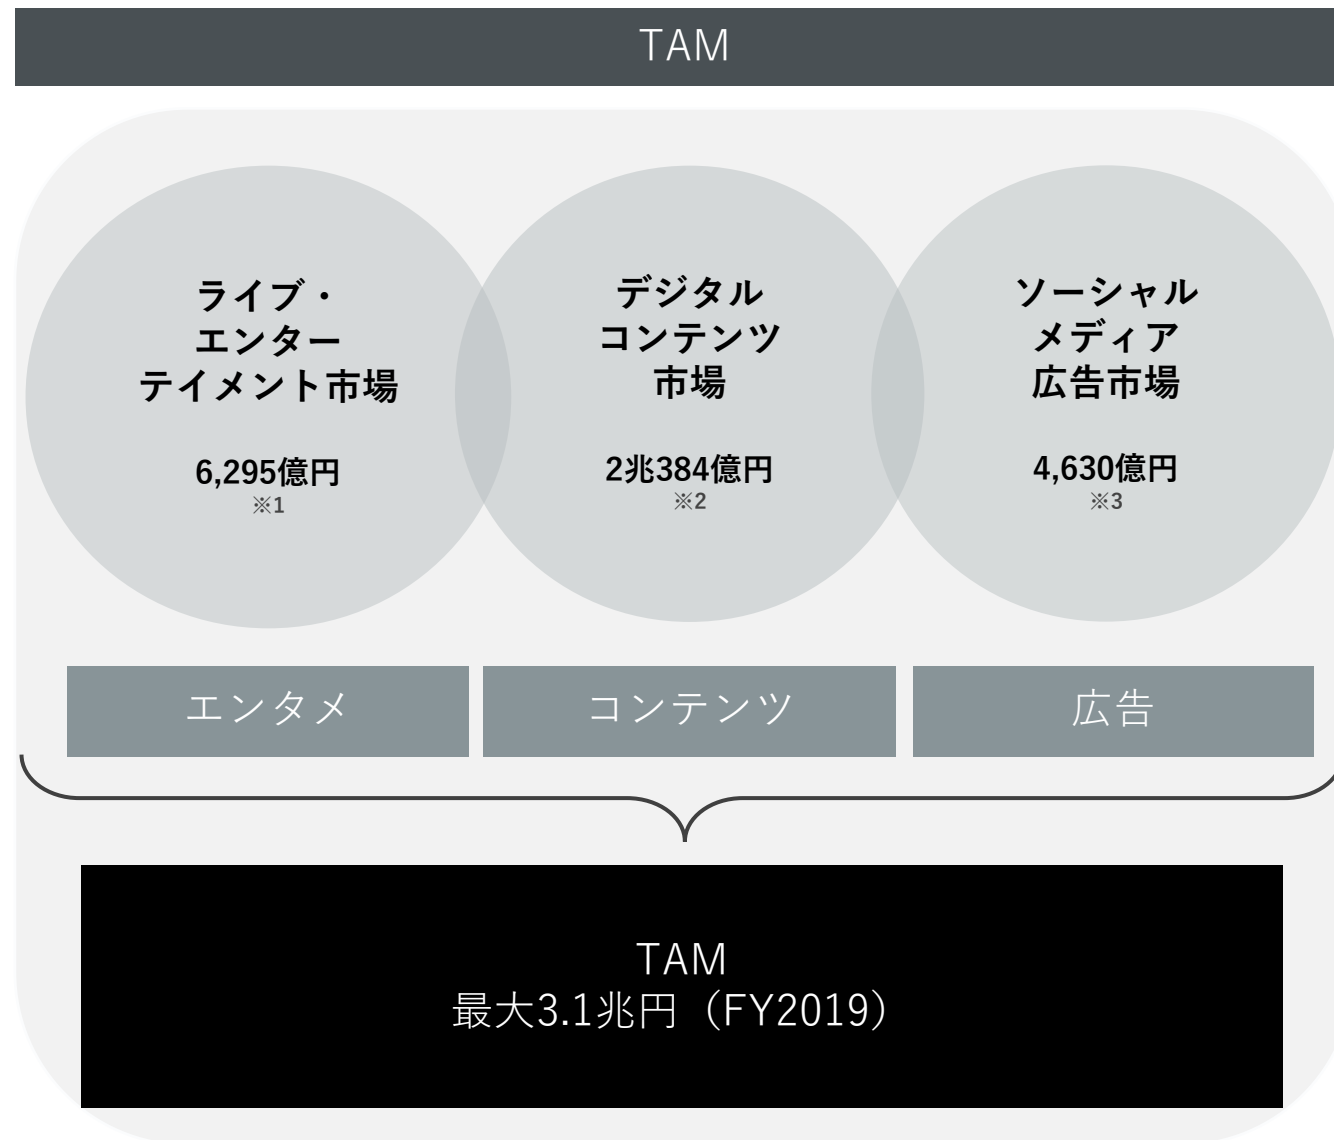 TAM
ライブ・
エンター
テイメント市場
6,295億円
※1
デジタル
コンテンツ
市場
2兆384億円
※2
ソーシャル
メディア
広告市場
4,630億円
※3
エンタメ
コンテンツ
広告
TAM
最大3.1兆円（FY2019）